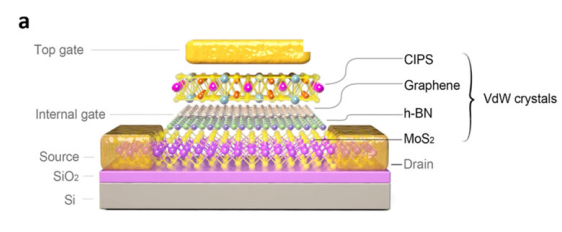 a
Top gate
CIPS
Graphene
VdW crystals
Internal gate
h-BN
MoS₂
Source
Drain
SiO₂
Si